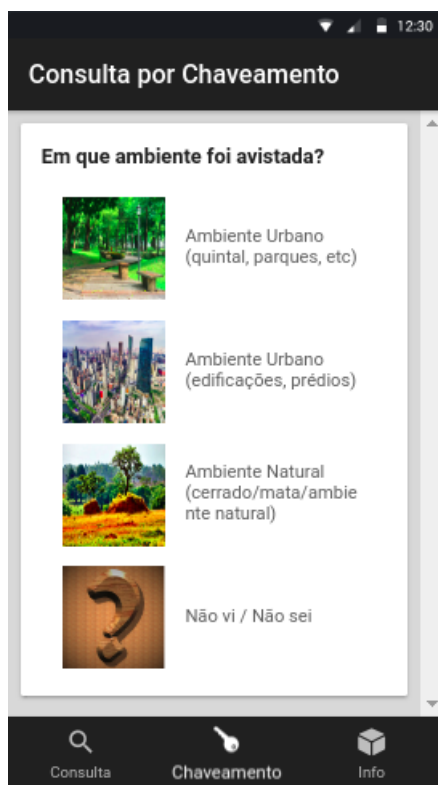 12:30
Consulta por Chaveamento
Em que ambiente foi avistada?
Ambiente Urbano
(quintal, parques, etc)
Ambiente Urbano
(edificações, prédios)
Ambiente Natural
(cerrado/mata/ambie
nte natural)
Não vi / Não sei
Consulta
Chaveamento
Info